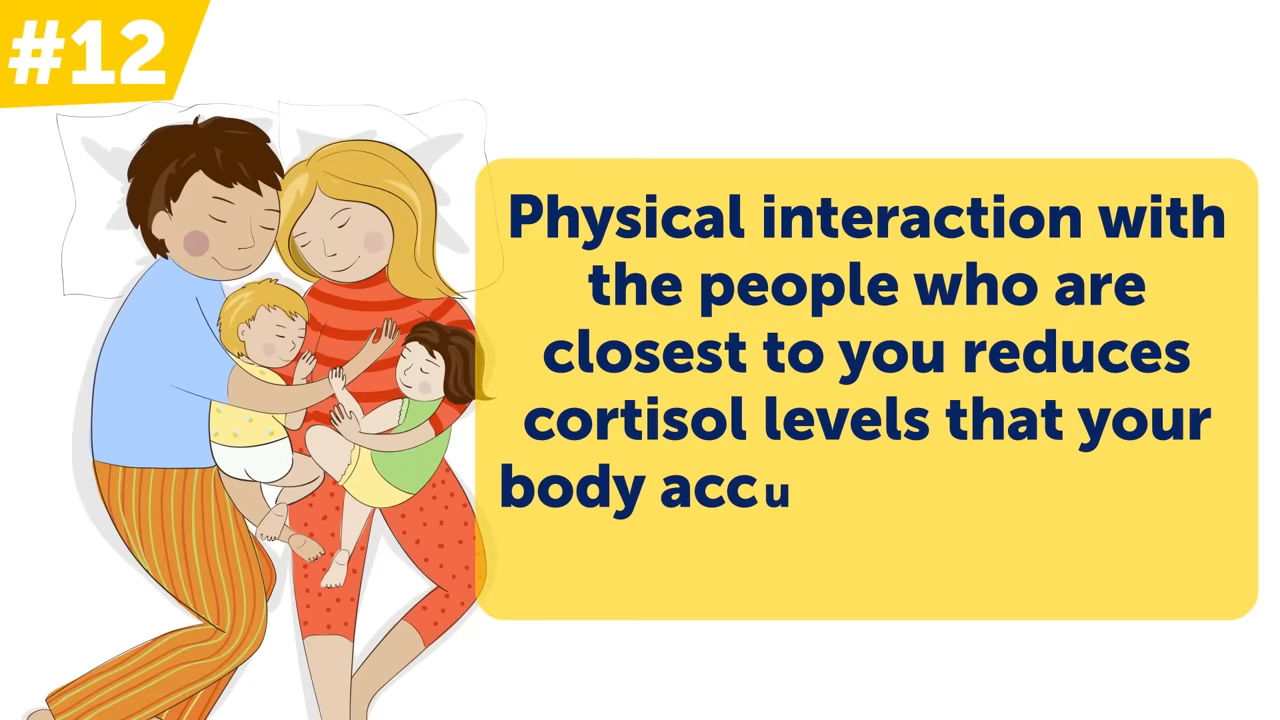 #12
Physical interaction with
the people who are
closest to you reduces
cortisol levels that your
body accu